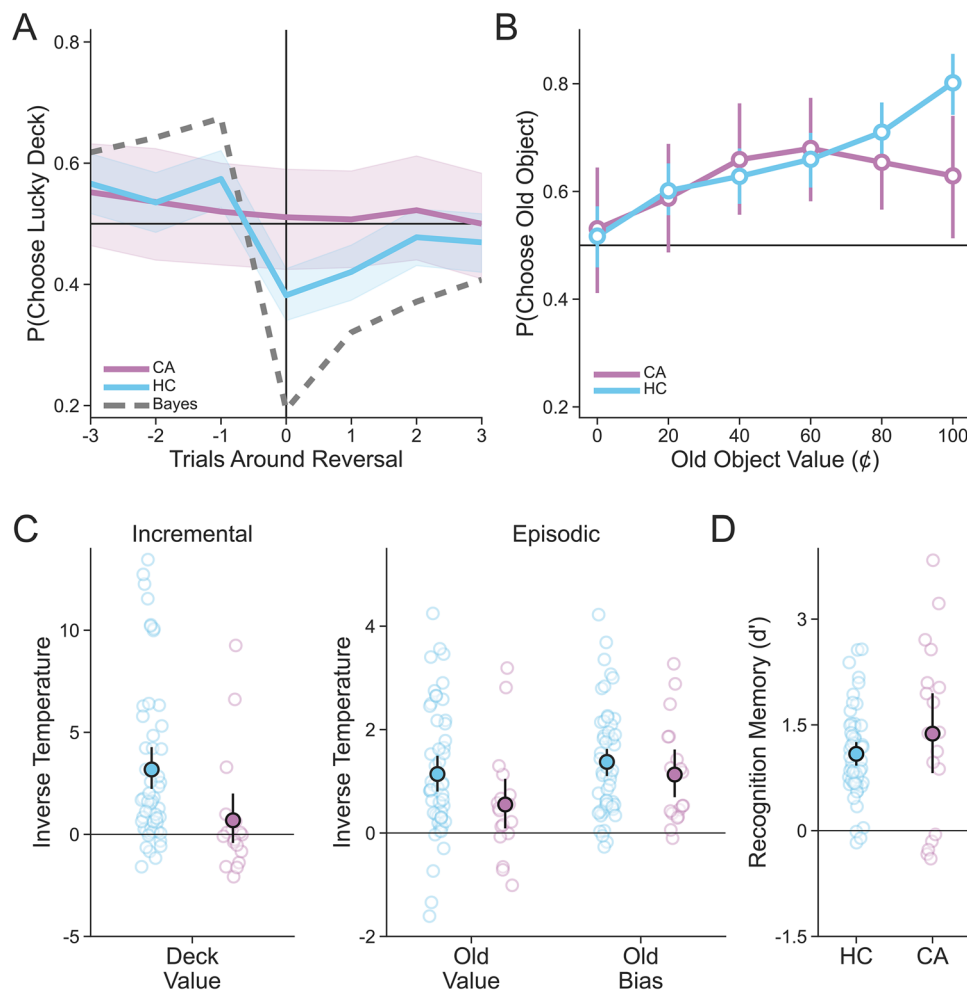 A
P(Choose Lucky Deck)
0.8
0.6
0.4
0.2
CA
HC
Bayes
-3 -2 -1 0 1 2 3
Trials Around Reversal
B
P(Choose Old Object)
0.8
0.6
0.4
0.2
CA
HC
0 20 40 60 80 100
Old Object Value (¢)
C
Incremental
Inverse Temperature
10
5
0
-5
Deck
Value
Episodic
Inverse Temperature
4
2
0
-2
Old
Value
Old
Bias
D
Recognition Memory (d')
3
1.5
0
-1.5
HC CA